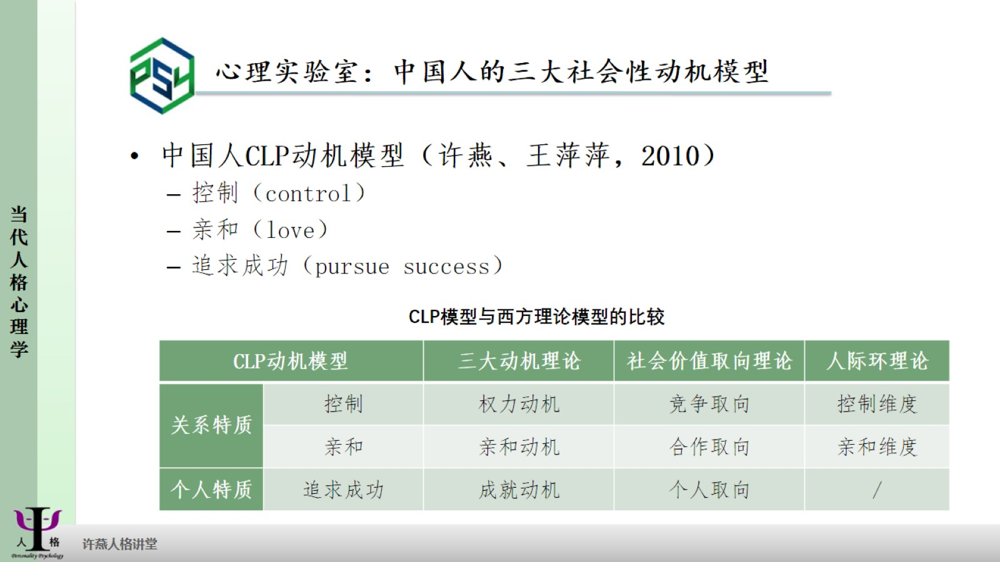 心理实验室：中国人的三大社会性动机模型
• 中国人CLP动机模型（许燕、王萍萍，2010）
– 控制（control）
– 亲和（love）
– 追求成功（pursue success）
CLP模型与西方理论模型的比较
CLP动机模型 三大动机理论 社会价值取向理论 人际环理论
关系特质 控制 权力动机 竞争取向 控制维度
亲和 亲和动机 合作取向 亲和维度
个人特质 追求成功 成就动机 个人取向 /
当代人格心理学
人格
Personality Psychology
许燕人格讲堂
PSY